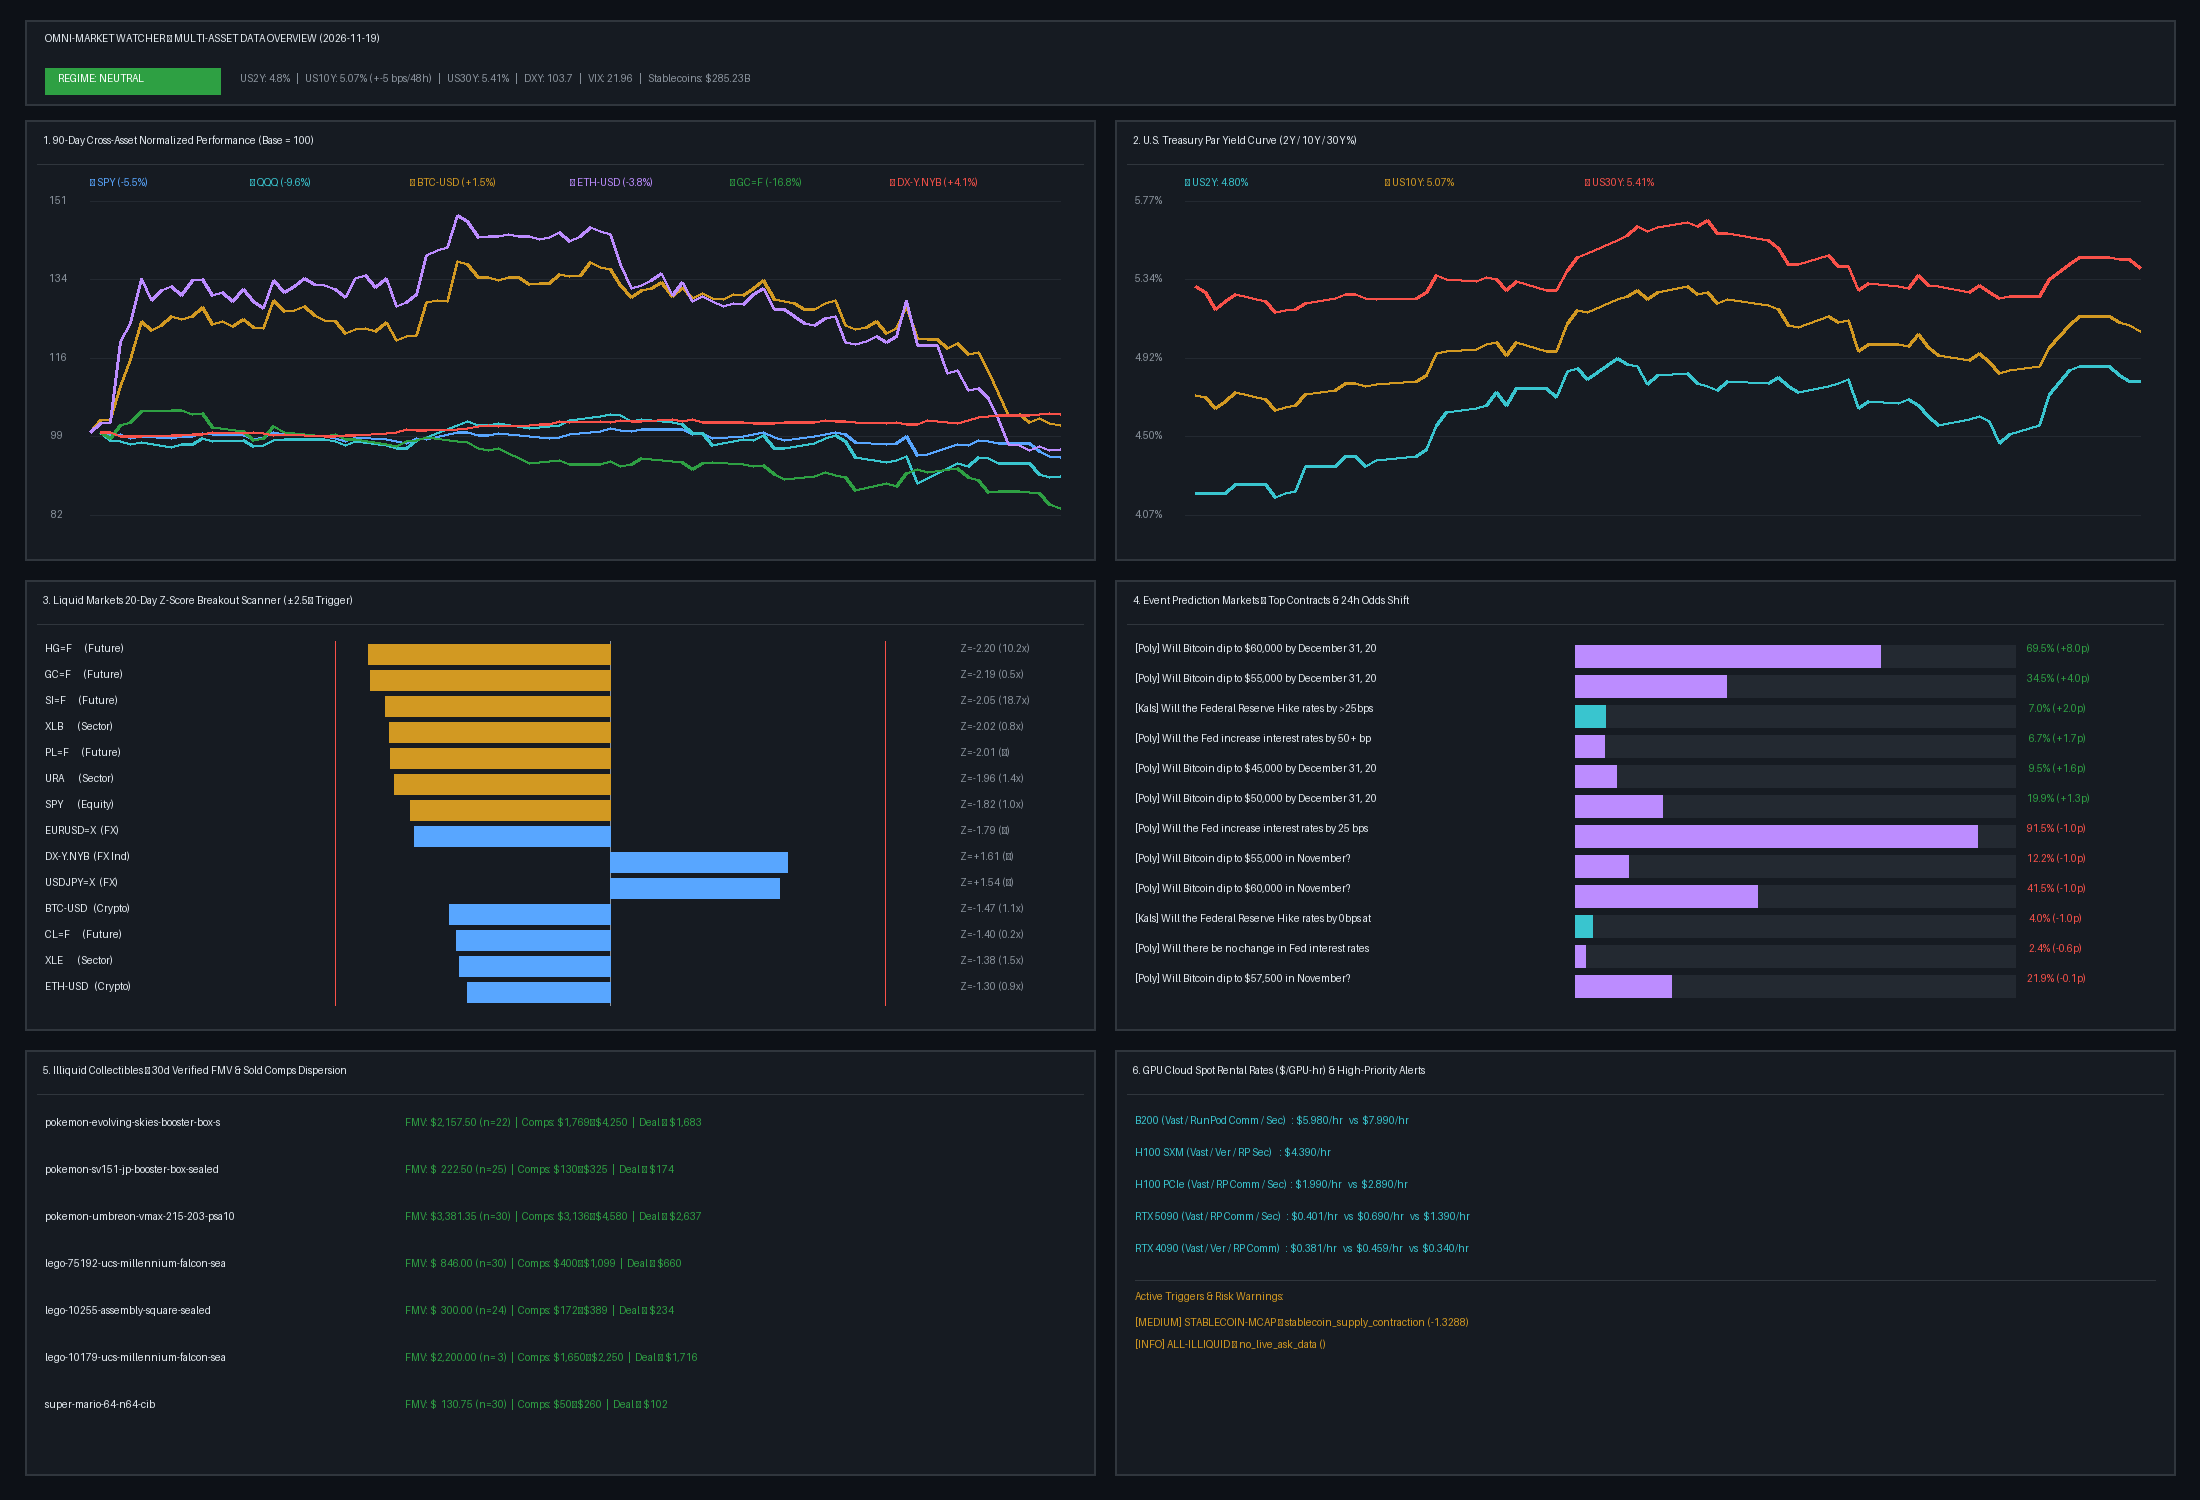 OMNI-MARKET WATCHER▯MULTI-ASSET DATA OVERVIEW (2026-11-19)
REGIME: NEUTRAL
US2Y: 4.8% | US10Y: 5.07% (+-5 bps/48h) | US30Y: 5.41% | DXY: 103.7 | VIX: 21.96 | Stablecoins: $285.23B
1. 90-Day Cross-Asset Normalized Performance (Base = 100)
▯ SPY (-5.5%) ▯ QQQ (-9.6%) ▯ BTC-USD (+1.5%) ▯ ETH-USD (-3.8%) ▯ GC=F (-16.8%) ▯ DX-Y.NYB (+4.1%)
151
134
116
99
82
2. U.S. Treasury Par Yield Curve (2Y / 10Y / 30Y %)
▯ US2Y: 4.80% ▯ US10Y: 5.07% ▯ US30Y: 5.41%
5.77%
5.34%
4.92%
4.50%
4.07%
3. Liquid Markets 20-Day Z-Score Breakout Scanner (±2.5▯ Trigger)
HG=F (Future) Z=-2.20 (10.2x)
GC=F (Future) Z=-2.19 (0.5x)
SI=F (Future) Z=-2.05 (18.7x)
XLB (Sector) Z=-2.02 (0.8x)
PL=F (Future) Z=-2.01 (▯)
URA (Sector) Z=-1.96 (1.4x)
SPY (Equity) Z=-1.82 (1.0x)
EURUSD=X (FX) Z=-1.79 (▯)
DX-Y.NYB (FX Ind) Z=+1.61 (▯)
USDJPY=X (FX) Z=+1.54 (▯)
BTC-USD (Crypto) Z=-1.47 (1.1x)
CL=F (Future) Z=-1.40 (0.2x)
XLE (Sector) Z=-1.38 (1.5x)
ETH-USD (Crypto) Z=-1.30 (0.9x)
4. Event Prediction Markets ▯ Top Contracts & 24h Odds Shift
[Poly] Will Bitcoin dip to $60,000 by December 31, 20 69.5% (+8.0p)
[Poly] Will Bitcoin dip to $55,000 by December 31, 20 34.5% (+4.0p)
[Kals] Will the Federal Reserve Hike rates by >25bps 7.0% (+2.0p)
[Poly] Will the Fed increase interest rates by 50+ bp 6.7% (+1.7p)
[Poly] Will Bitcoin dip to $45,000 by December 31, 20 9.5% (+1.6p)
[Poly] Will Bitcoin dip to $50,000 by December 31, 20 19.9% (+1.3p)
[Poly] Will the Fed increase interest rates by 25 bps 91.5% (-1.0p)
[Poly] Will Bitcoin dip to $55,000 in November? 12.2% (-1.0p)
[Poly] Will Bitcoin dip to $60,000 in November? 41.5% (-1.0p)
[Kals] Will the Federal Reserve Hike rates by 0bps at 4.0% (-1.0p)
[Poly] Will there be no change in Fed interest rates 2.4% (-0.6p)
[Poly] Will Bitcoin dip to $57,500 in November? 21.9% (-0.1p)
5. Illiquid Collectibles ▯ 30d Verified FMV & Sold Comps Dispersion
pokemon-evolving-skies-booster-box-s FMV: $2,157.50 (n=22) | Comps: $1,769▯$4,250 | Deal ▯ $1,683
pokemon-sv151-jp-booster-box-sealed FMV: $ 222.50 (n=25) | Comps: $130▯$325 | Deal ▯ $174
pokemon-umbreon-vmax-215-203-psa10 FMV: $3,381.35 (n=30) | Comps: $3,136▯$4,580 | Deal ▯ $2,637
lego-75192-ucs-millennium-falcon-sea FMV: $ 846.00 (n=30) | Comps: $400▯$1,099 | Deal ▯ $660
lego-10255-assembly-square-sealed FMV: $ 300.00 (n=24) | Comps: $172▯$389 | Deal ▯ $234
lego-10179-ucs-millennium-falcon-sea FMV: $2,200.00 (n= 3) | Comps: $1,650▯$2,250 | Deal ▯ $1,716
super-mario-64-n64-cib FMV: $ 130.75 (n=30) | Comps: $50▯$260 | Deal ▯ $102
6. GPU Cloud Spot Rental Rates ($/GPU-hr) & High-Priority Alerts
B200 (Vast / RunPod Comm / Sec) : $5.980/hr vs $7.990/hr
H100 SXM (Vast / Ver / RP Sec) : $4.390/hr
H100 PCIe (Vast / RP Comm / Sec) : $1.990/hr vs $2.890/hr
RTX 5090 (Vast / RP Comm / Sec) : $0.401/hr vs $0.690/hr vs $1.390/hr
RTX 4090 (Vast / Ver / RP Comm) : $0.381/hr vs $0.459/hr vs $0.340/hr
Active Triggers & Risk Warnings:
[MEDIUM] STABLECOIN-MCAP ▯ stablecoin_supply_contraction (-1.3288)
[INFO] ALL-ILLIQUID ▯ no_live_ask_data ()